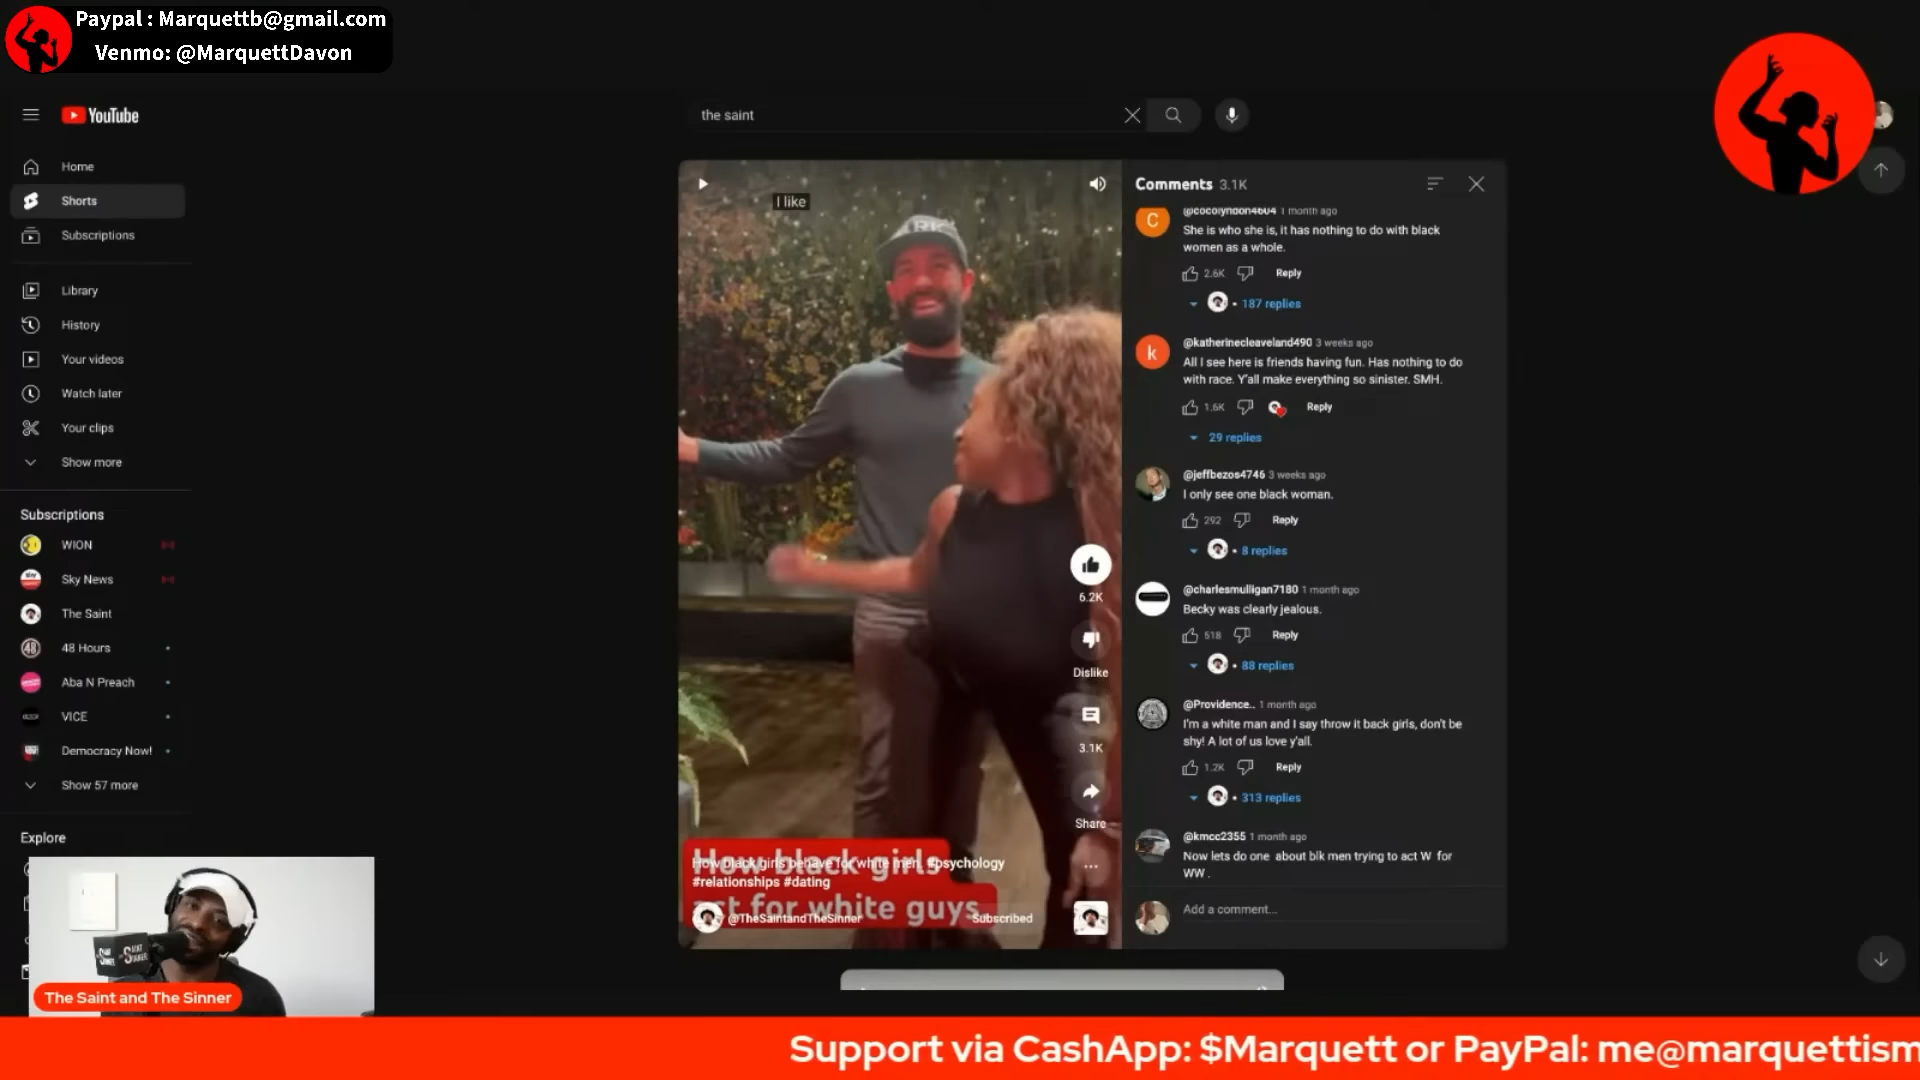 Paypal : Marquettb@gmail.com
Venmo: @MarquettDavon
YouTube
the saint
Home
Shorts
Subscriptions
Library
History
Your videos
Watch later
Your clips
Show more
Subscriptions
WION
Sky News
The Saint
48 Hours
Aba N Preach
VICE
Democracy Now!
Show 57 more
Explore
The Saint and The Sinner
I like
6.2K
Dislike
3.1K
Share
How black girls
act for white guys
How black girls behave for white men. #psychology
#relationships #dating
@TheSaintandTheSinner
Subscribed
Comments 3.1K
@cocolyndon4604 1 month ago
She is who she is, it has nothing to do with black
women as a whole.
2.6K Reply
187 replies
@katherinecleaveland490 3 weeks ago
All I see here is friends having fun. Has nothing to do
with race. Y'all make everything so sinister. SMH.
1.6K Reply
29 replies
@jeffbezos4746 3 weeks ago
I only see one black woman.
292 Reply
8 replies
@charlesmulligan7180 1 month ago
Becky was clearly jealous.
518 Reply
88 replies
@Providence.. 1 month ago
I'm a white man and I say throw it back girls, don't be
shy! A lot of us love y'all.
1.2K Reply
313 replies
@kmcc2355 1 month ago
Now lets do one about blk men trying to act W for
WW .
Add a comment...
Support via CashApp: $Marquett or PayPal: me@marquettism